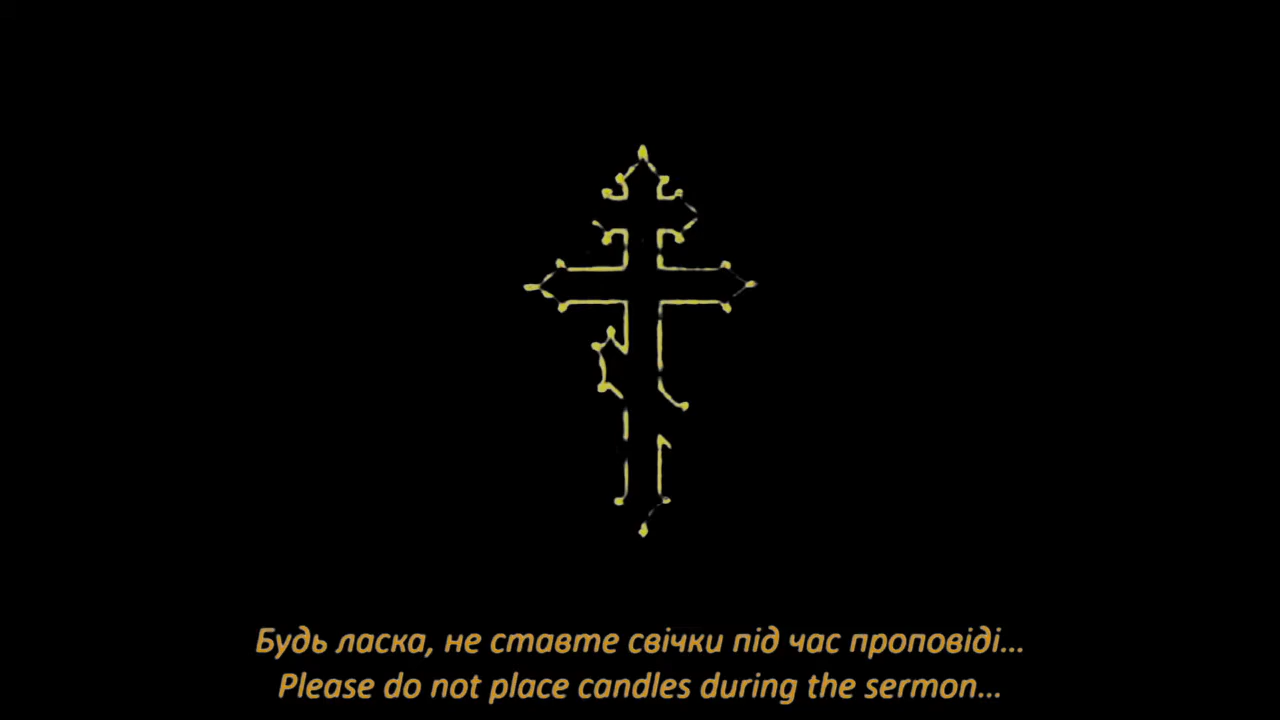 Будь ласка, не ставте свічки під час проповіді...
Please do not place candles during the sermon...